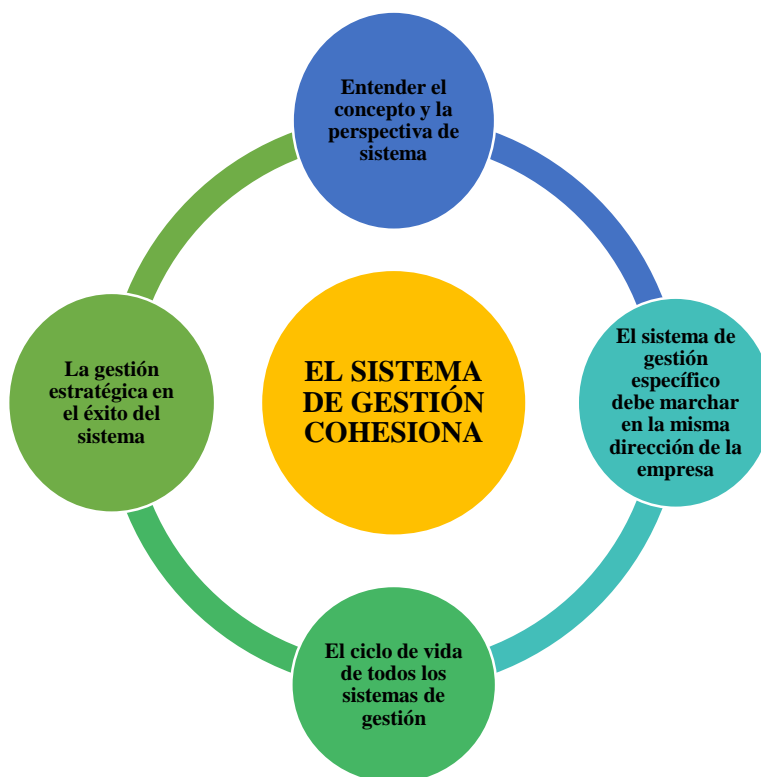 Entender el
concepto y la
perspectiva de
sistema
EL SISTEMA
DE GESTIÓN
COHESIONA
El sistema de
gestión
específico
debe marchar
en la misma
dirección de la
empresa
El ciclo de vida
de todos los
sistemas de
gestión
La gestión
estratégica en
el éxito del
sistema